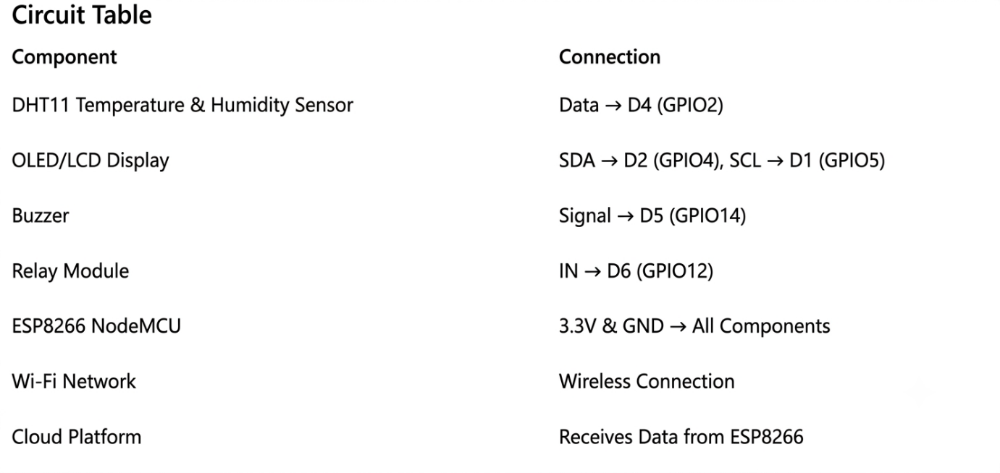 Circuit Table
Component Connection
DHT11 Temperature & Humidity Sensor Data → D4 (GPIO2)
OLED/LCD Display SDA → D2 (GPIO4), SCL → D1 (GPIO5)
Buzzer Signal → D5 (GPIO14)
Relay Module IN → D6 (GPIO12)
ESP8266 NodeMCU 3.3V & GND → All Components
Wi-Fi Network Wireless Connection
Cloud Platform Receives Data from ESP8266